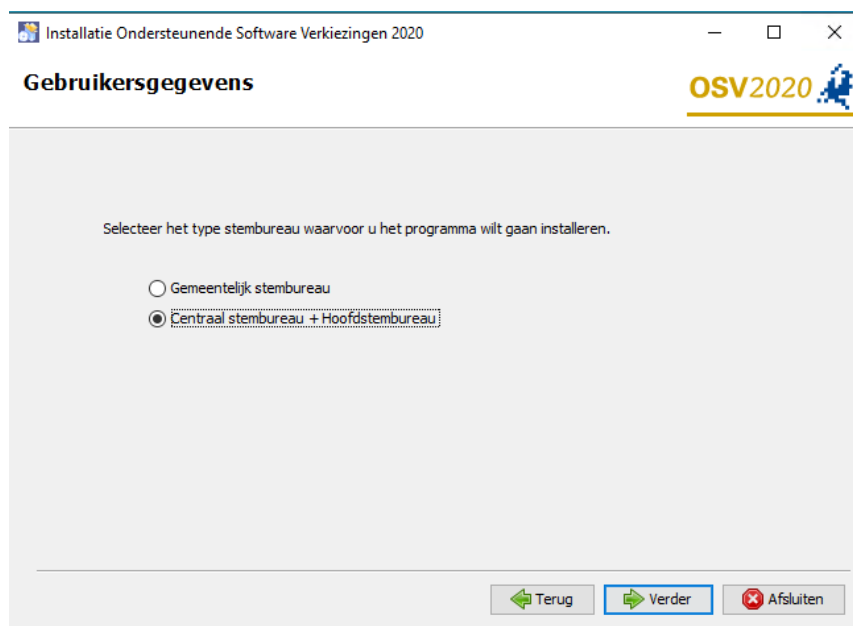 Installatie Ondersteunende Software Verkiezingen 2020
Gebruikersgegevens
OSV2020
Selecteer het type stembureau waarvoor u het programma wilt gaan installeren.
Gemeentelijk stembureau
Centraal stembureau + Hoofdstembureau
Terug Verder Afsluiten